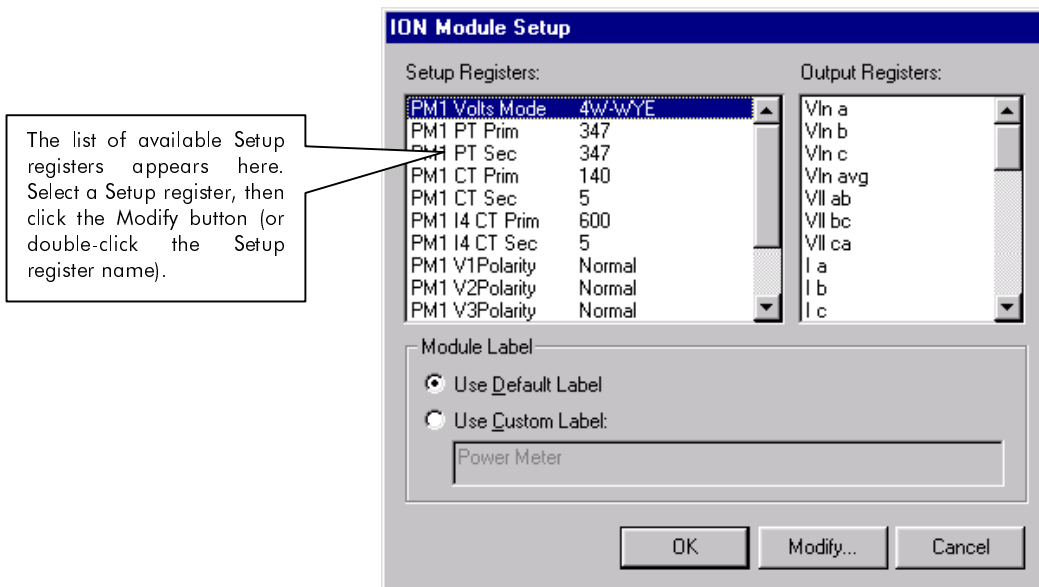 ION Module Setup
Setup Registers:
Output Registers:
The list of available Setup
registers appears here.
Select a Setup register, then
click the Modify button (or
double-click the Setup
register name).
PM1 Volts Mode 4W-WYE
PM1 PT Prim 347
PM1 PT Sec 347
PM1 CT Prim 140
PM1 CT Sec 5
PM1 I4 CT Prim 600
PM1 I4 CT Sec 5
PM1 V1Polarity Normal
PM1 V2Polarity Normal
PM1 V3Polarity Normal
Vln a
Vln b
Vln c
Vln avg
Vll ab
Vll bc
Vll ca
I a
I b
I c
Module Label
Use Default Label
Use Custom Label:
Power Meter
OK
Modify...
Cancel